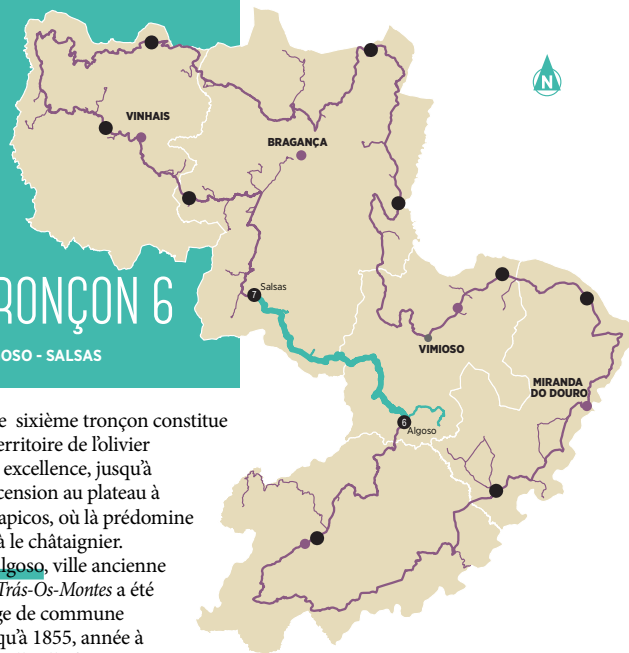 N
VINHAIS
BRAGANÇA
7 Salsas
RONÇON 6
OSO - SALSAS
VIMIOSO
MIRANDA
DO DOURO
6
Algoso
e sixième tronçon constitue
erritoire de l'olivier
excellence, jusqu'à
cension au plateau à
apicos, où là prédomine
à le châtaignier.
lgoso, ville ancienne
Trás-Os-Montes a été
ge de commune
qu'à 1855, année à